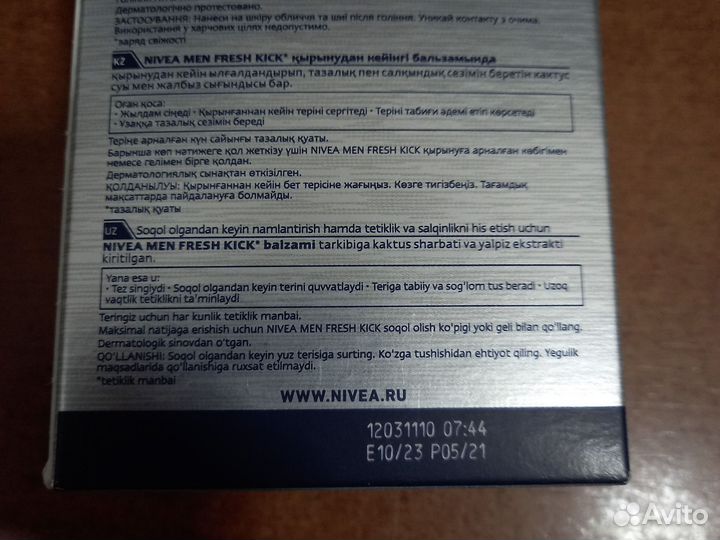 Дерматологічно протестовано.
ЗАСТОСУВАННЯ: Нанеси на шкіру обличчя та шиї після гоління. Уникай контакту з очима.
Використання у харчових цілях недопустимо.
*заряд свіжості
KZ NIVEA MEN FRESH KICK* қырынудан кейінгі бальзамында
қырынудан кейін ылғалдандырып, тазалық пен салқындық сезімін беретін кактус
суы мен жалбыз сығындысы бар.
Оған қоса:
• Жылдам сіңеді • Қырынғаннан кейін теріні сергітеді • Теріні табиғи әдемі етіп көрсетеді
• Ұзаққа тазалық сезімін береді
Теріңе арналған күн сайынғы тазалық қуаты.
Барынша көп нәтижеге қол жеткізу үшін NIVEA MEN FRESH KICK қырынуға арналған көбігімен
немесе гелімен бірге қолдан.
Дерматологиялық сынақтан өткізілген.
ҚОЛДАНЫЛУЫ: Қырынғаннан кейін бет терісіне жағыңыз. Көзге тигізбеңіз. Тағамдық
мақсаттарда пайдалануға болмайды.
*тазалық қуаты
UZ Soqol olgandan keyin namlantirish hamda tetiklik va salqinlikni his etish uchun
NIVEA MEN FRESH KICK* balzami tarkibiga kaktus sharbati va yalpiz ekstrakti
kiritilgan.
Yana esa u:
• Tez singiydi • Soqol olgandan keyin terini quvvatlaydi • Teriga tabiiy va sog'lom tus beradi • Uzoq
vaqtlik tetiklikni ta'minlaydi
Teringiz uchun har kunlik tetiklik manbai.
Maksimal natijaga erishish uchun NIVEA MEN FRESH KICK soqol olish ko'pigi yoki geli bilan qo'llang.
Dermatologik sinovdan o'tgan.
QO'LLANISHI: Soqol olgandan keyin yuz terisiga surting. Ko'zga tushishidan ehtiyot qiling. Yegulik
maqsadlarida qo'llanishiga ruxsat etilmaydi.
*tetiklik manbai
WWW.NIVEA.RU
12031110 07:44
E10/23 P05/21
Avito